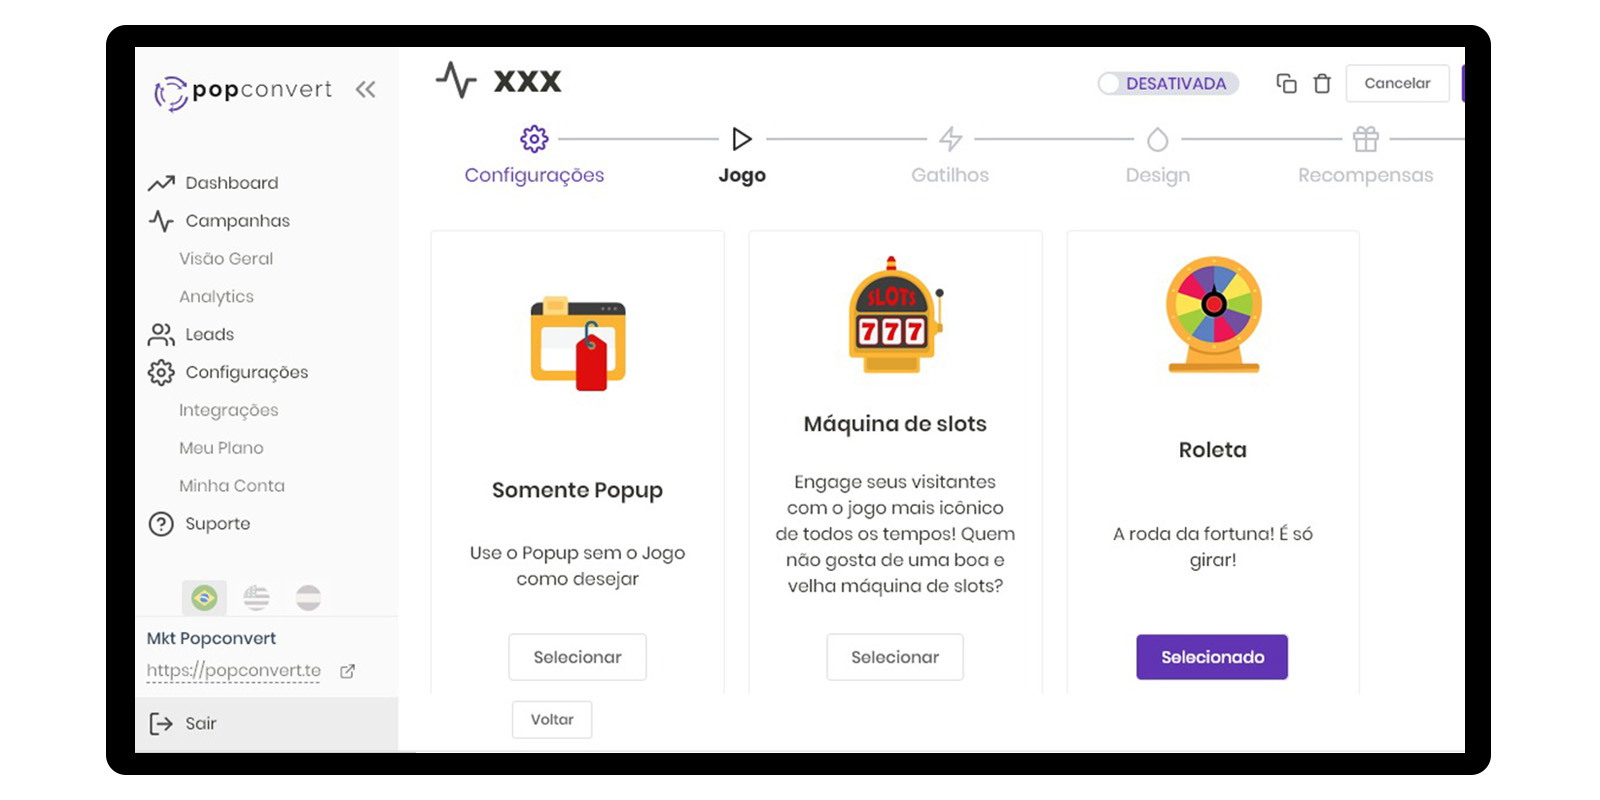 popconvert
Dashboard
Campanhas
Visão Geral
Analytics
Leads
Configurações
Integrações
Meu Plano
Minha Conta
Suporte
Mkt Popconvert
https://popconvert.te
Sair
XXX
DESATIVADA
Cancelar
Configurações
Jogo
Gatilhos
Design
Recompensas
Somente Popup
Use o Popup sem o Jogo
como desejar
Selecionar
SLOTS
777
Máquina de slots
Engage seus visitantes
com o jogo mais icônico
de todos os tempos! Quem
não gosta de uma boa e
velha máquina de slots?
Selecionar
Roleta
A roda da fortuna! É só
girar!
Selecionado
Voltar